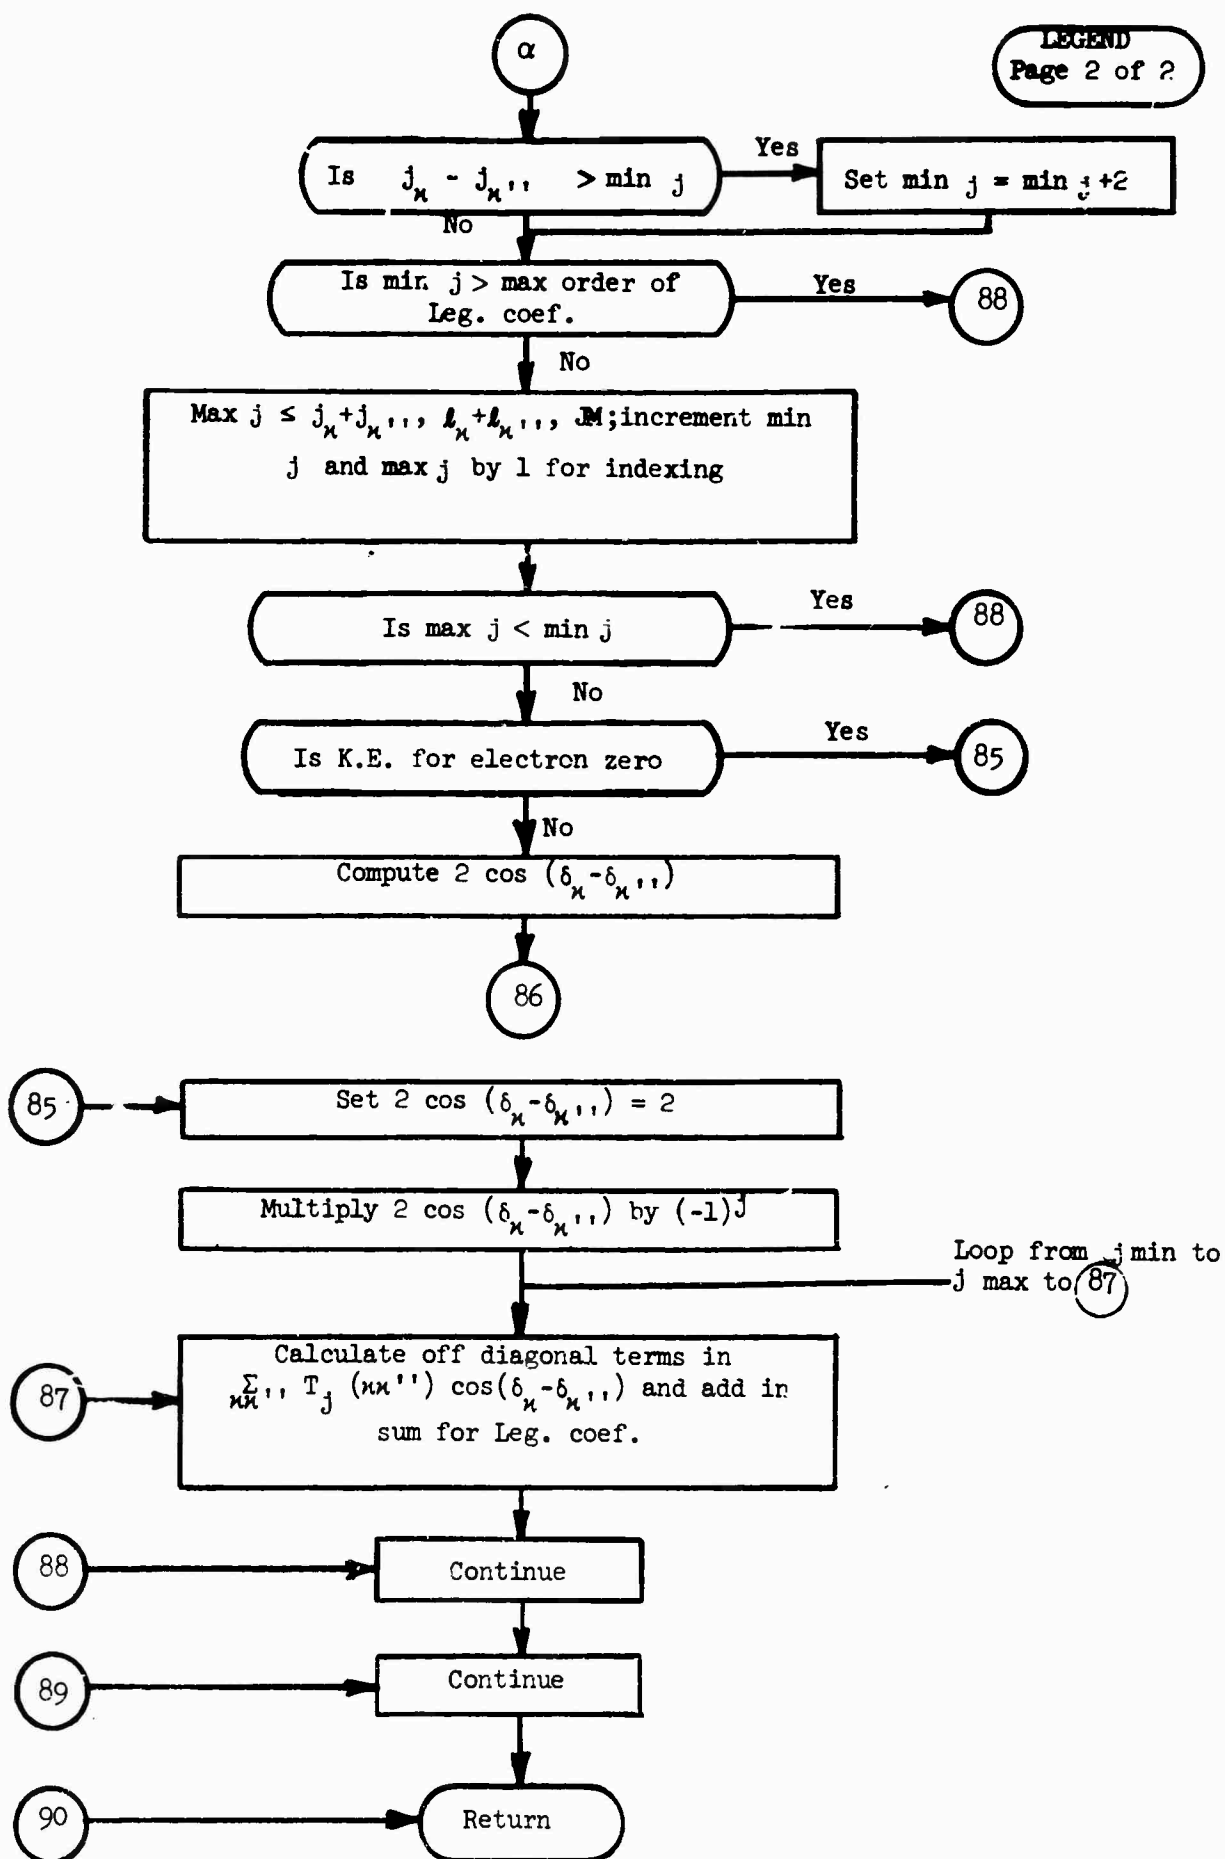 α
LEGEND
Page 2 of 2
Is j_ϰ - j_ϰ'' > min j
Yes
Set min j = min j +2
No
Is min j > max order of
Leg. coef.
Yes
88
No
Max j ≤ j_ϰ+j_ϰ'', ℓ_ϰ+ℓ_ϰ'', JM;increment min
j and max j by 1 for indexing
Is max j < min j
Yes
88
No
Is K.E. for electron zero
Yes
85
No
Compute 2 cos (δ_ϰ-δ_ϰ'')
86
85
Set 2 cos (δ_ϰ-δ_ϰ'') = 2
Multiply 2 cos (δ_ϰ-δ_ϰ'') by (-1)^j
Loop from j min to
j max to 87
Calculate off diagonal terms in
87
Σ_ϰϰ'' T_j (ϰϰ'') cos(δ_ϰ-δ_ϰ'') and add in
sum for Leg. coef.
88
Continue
89
Continue
90
Return